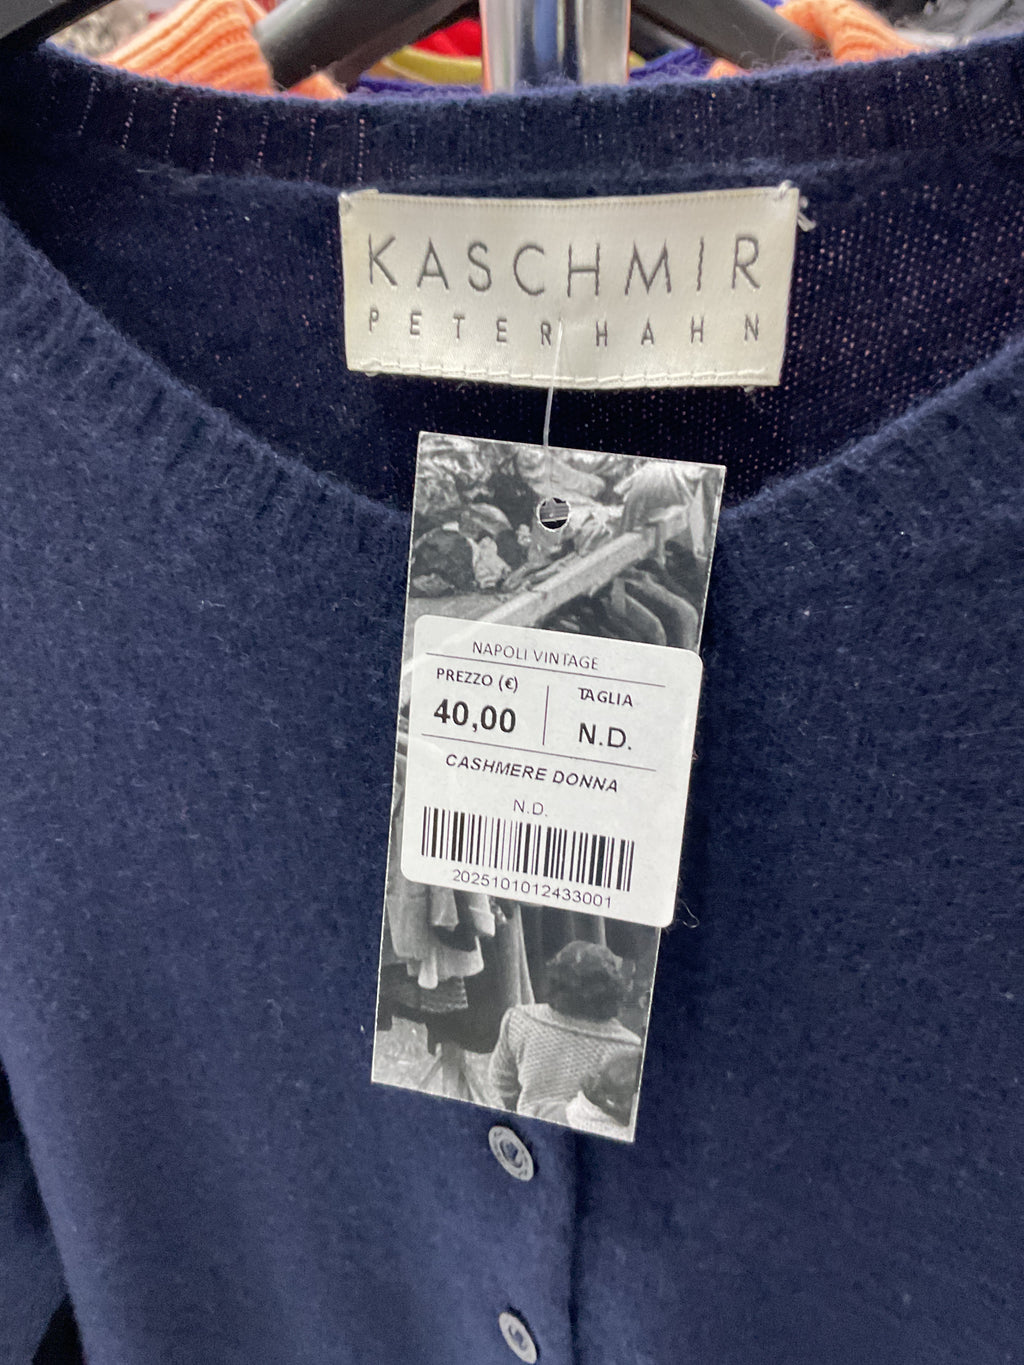 KASCHMIR
PETER HAHN
NAPOLI VINTAGE
PREZZO (€)
TAGLIA
40,00
N.D.
CASHMERE DONNA
N.D.
2025101012433001